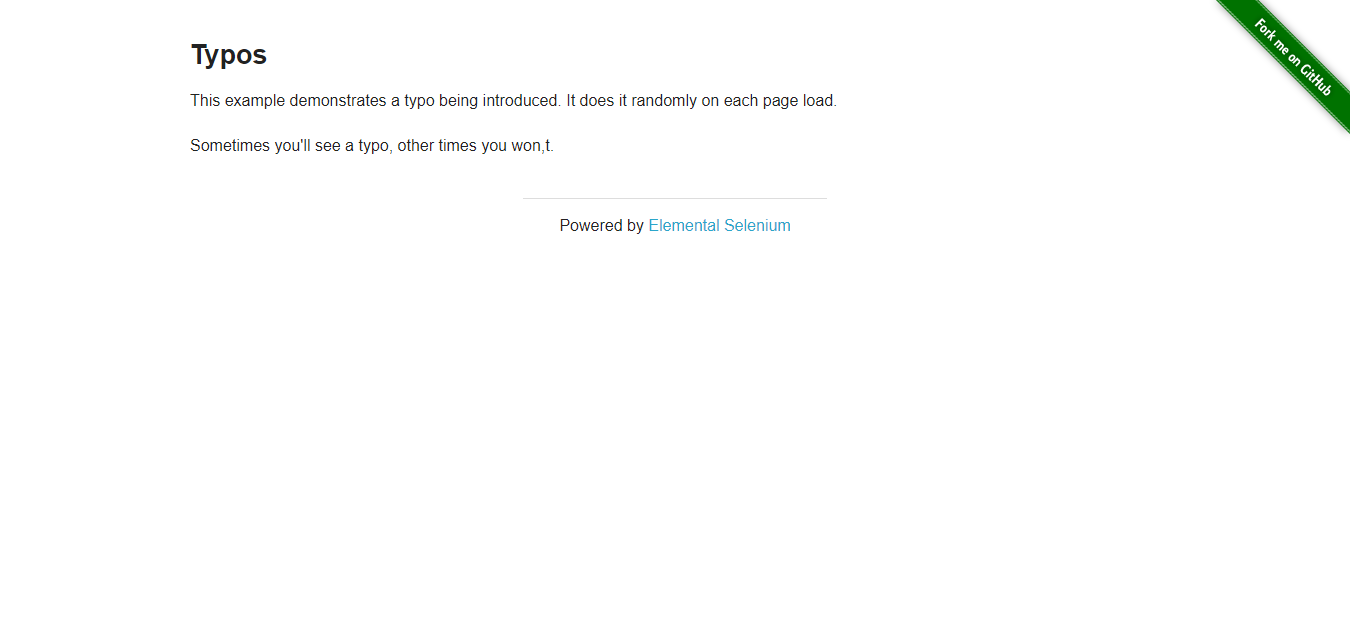 Fork me on GitHub
Typos
This example demonstrates a typo being introduced. It does it randomly on each page load.
Sometimes you'll see a typo, other times you won,t.
Powered by Elemental Selenium